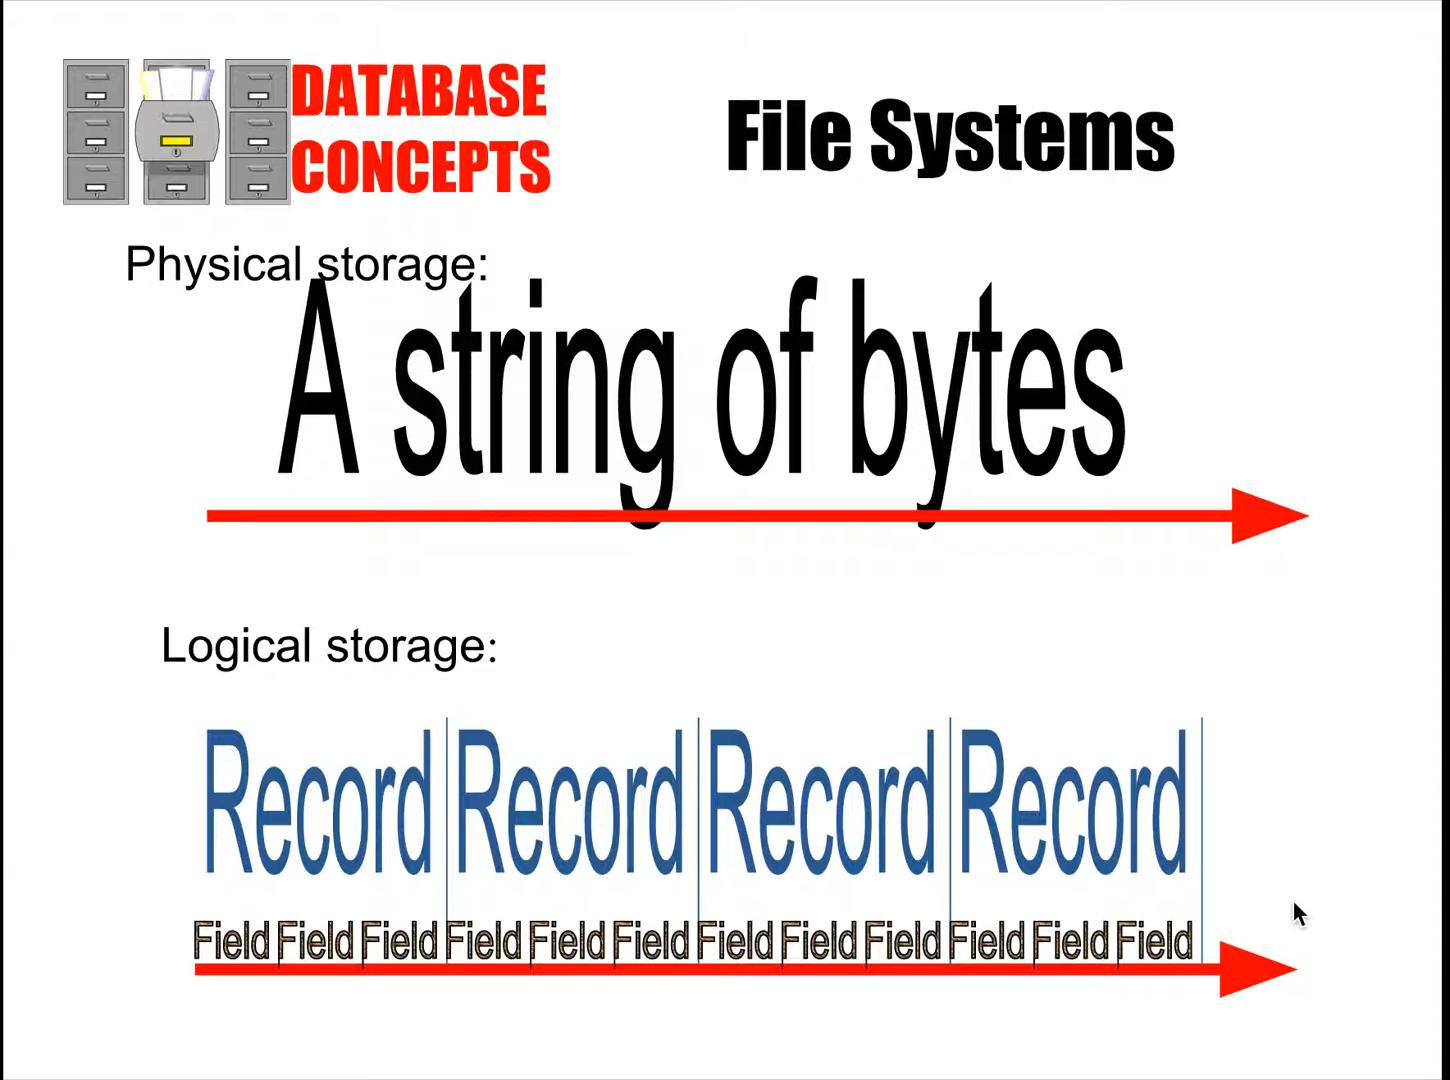 DATABASE
CONCEPTS
File Systems
Physical storage:
A string of bytes
Logical storage:
Record Record Record Record
Field Field Field Field Field Field Field Field Field Field Field Field